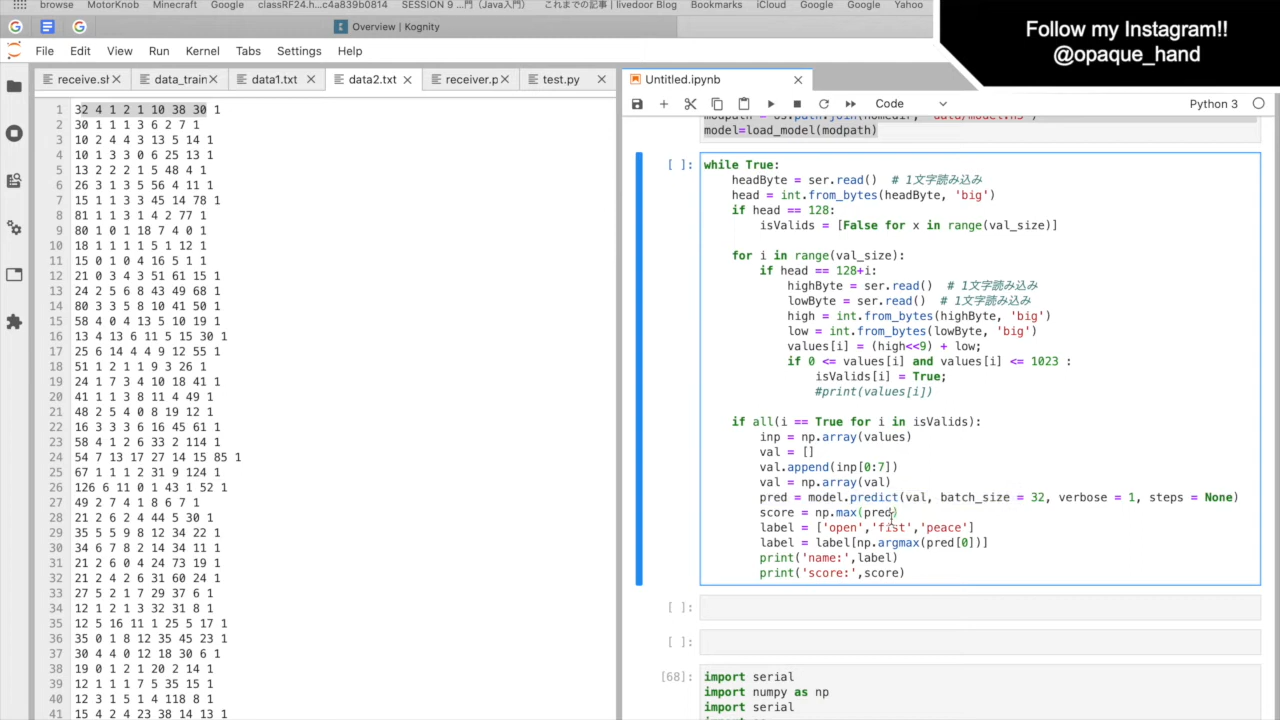 beebotte
MotorKnob
Minecraft
Google
classRF24.h...c4a839b0814
SESSION 9 ...門（Java入門）
これまでの記事｜livedoor Blog
Bookmarks
iCloud
Google
Google
Yahoo
Follow my Instagram!!
@opaque_hand
Overview | Kognity
File Edit View Run Kernel Tabs Settings Help
receive.sl
data_train
data1.txt
data2.txt
receiver.p
test.py
Untitled.ipynb
Code
Python 3
1 32 4 1 2 1 10 38 30 1
2 30 1 1 1 3 6 2 7 1
3 10 2 3 4 3 13 5 14 1
4 10 1 3 3 0 6 25 13 1
5 13 2 2 2 1 5 48 4 1
6 26 3 1 3 5 56 4 11 1
7 15 2 1 3 3 45 14 78 1
8 81 1 1 3 1 4 2 77 1
9 80 1 0 1 18 7 4 0 1
10 18 1 1 1 1 5 1 12 1
11 15 0 1 0 4 16 5 1 1
12 21 0 3 4 3 51 61 15 1
13 24 2 5 6 8 43 49 68 1
14 80 3 3 5 8 10 41 50 1
15 58 4 0 4 13 5 10 19 1
16 13 4 13 6 11 5 15 30 1
17 25 6 14 4 4 9 12 55 1
18 51 1 1 1 1 9 3 26 1
19 24 1 7 3 4 10 18 41 1
20 41 1 1 3 8 11 4 49 1
21 48 2 5 4 0 8 19 12 1
22 16 3 3 3 6 16 45 61 1
23 58 4 1 2 6 33 2 114 1
24 54 7 13 17 27 14 15 85 1
25 67 1 1 1 2 31 9 124 1
26 126 6 11 0 1 43 1 52 1
27 49 2 7 4 1 8 6 7 1
28 21 2 6 2 4 44 5 30 1
29 35 5 5 9 8 12 34 22 1
30 34 6 7 8 2 14 34 11 1
31 21 7 6 0 4 24 73 19 1
32 21 2 4 2 6 31 60 24 1
33 27 5 2 1 7 29 37 6 1
34 12 1 2 1 3 32 31 8 1
35 12 5 16 11 1 25 5 17 1
36 35 0 1 8 12 35 45 23 1
37 30 4 4 0 12 18 30 6 1
38 19 0 1 2 1 20 2 14 1
39 12 1 1 1 7 5 35 15 1
40 12 3 1 5 1 4 118 8 1
41 15 4 2 4 23 38 14 13 1
model=load_model(modpath)
[ ]: while True:
headByte = ser.read() # 1文字読み込み
head = int.from_bytes(headByte, 'big')
if head == 128:
isValids = [False for x in range(val_size)]
for i in range(val_size):
if head == 128+i:
highByte = ser.read() # 1文字読み込み
lowByte = ser.read() # 1文字読み込み
high = int.from_bytes(highByte, 'big')
low = int.from_bytes(lowByte, 'big')
values[i] = (high<<9) + low;
if 0 <= values[i] and values[i] <= 1023 :
isValids[i] = True;
#print(values[i])
if all(i == True for i in isValids):
inp = np.array(values)
val = []
val.append(inp[0:7])
val = np.array(val)
pred = model.predict(val, batch_size = 32, verbose = 1, steps = None)
score = np.max(pred)
label = ['open','fist','peace']
label = label[np.argmax(pred[0])]
print('name:',label)
print('score:',score)
[ ]:
[ ]:
[68]: import serial
import numpy as np
import serial